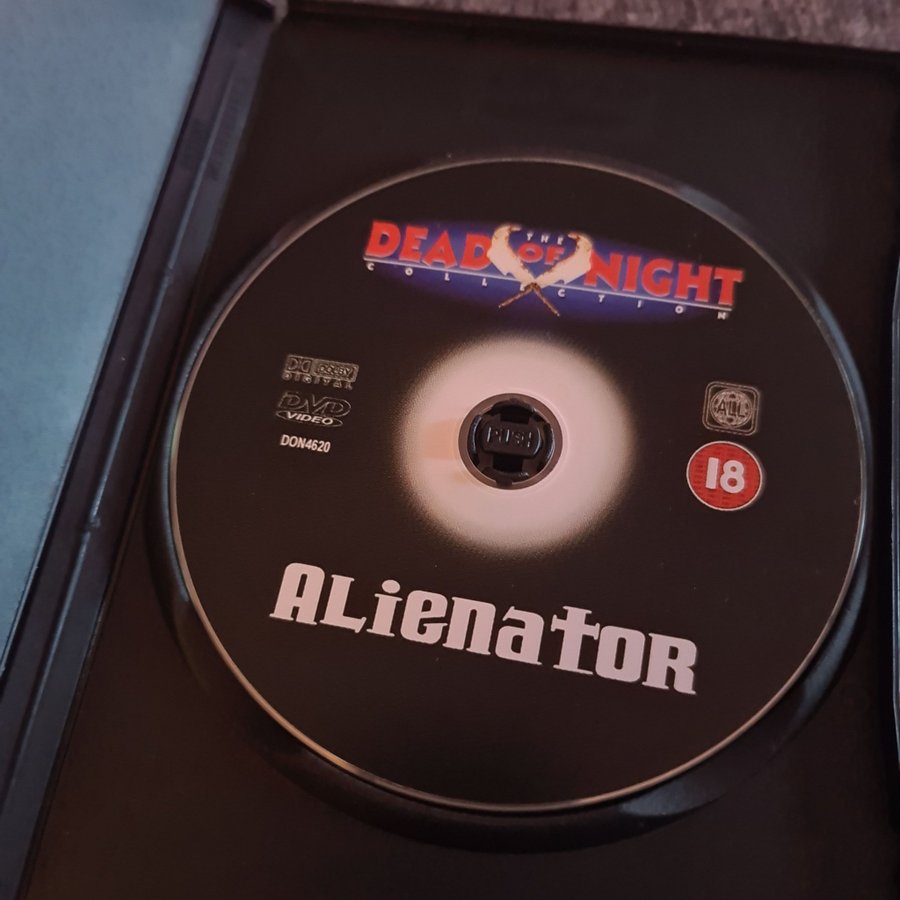 THE
DEAD OF NIGHT
COLLECTION
DOLBY
DIGITAL
DVD
VIDEO
DON4620
ALL
18
PUSH
ALienatoR